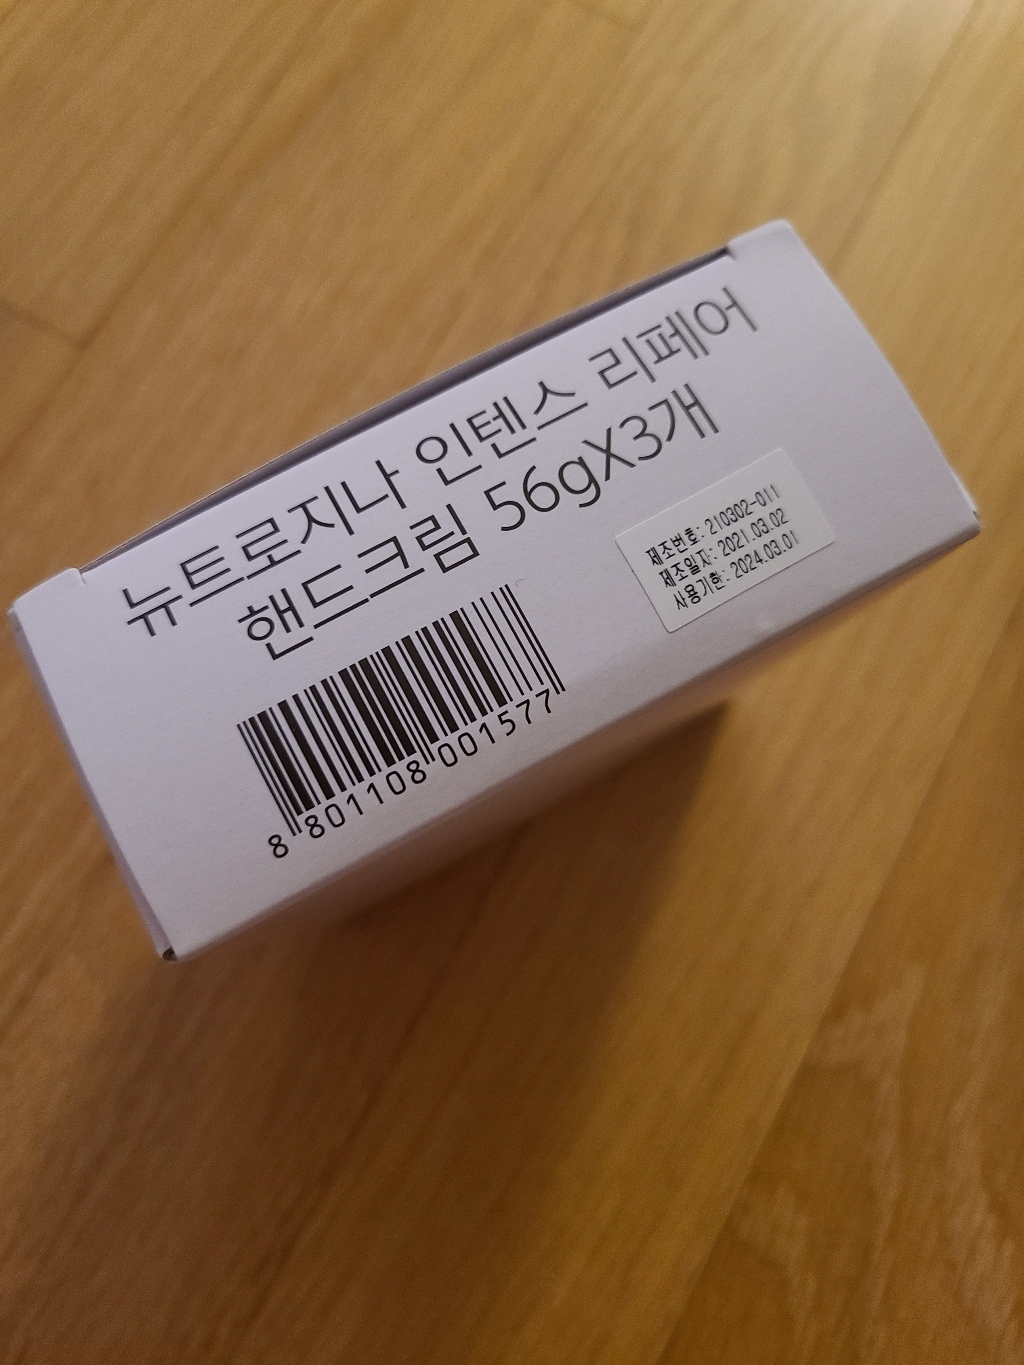 뉴트로지나 인텐스 리페어
핸드크림 56gX3개
제조번호: 210302-011
제조일자: 2021.03.02
사용기한: 2024.03.01
8 801108 001577